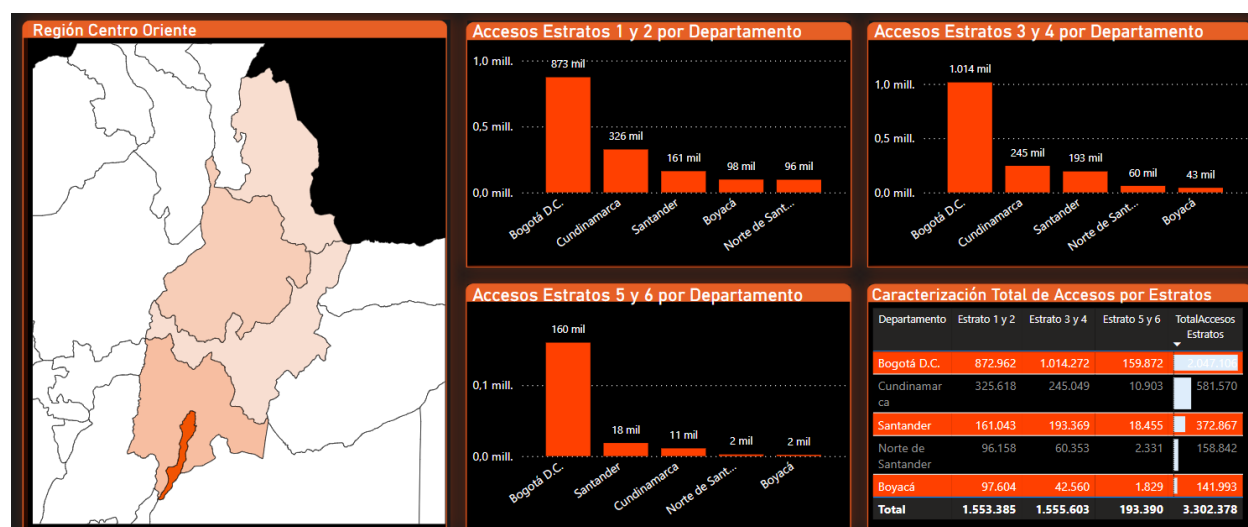 Región Centro Oriente
Accesos Estratos 1 y 2 por Departamento
1,0 mill.
0,5 mill.
0,0 mill.
873 mil
326 mil
161 mil
98 mil
96 mil
Bogotá D.C.
Cundinamarca
Santander
Boyacá
Norte de Sant...
Accesos Estratos 3 y 4 por Departamento
1,0 mill.
0,5 mill.
0,0 mill.
1.014 mil
245 mil
193 mil
60 mil
43 mil
Bogotá D.C.
Cundinamarca
Santander
Norte de Sant...
Boyacá
Accesos Estratos 5 y 6 por Departamento
0,1 mill.
0,0 mill.
160 mil
18 mil
11 mil
2 mil
2 mil
Bogotá D.C.
Santander
Cundinamarca
Norte de Sant...
Boyacá
Caracterización Total de Accesos por Estratos
Departamento Estrato 1 y 2 Estrato 3 y 4 Estrato 5 y 6 TotalAccesos
Estratos
Bogotá D.C. 872.962 1.014.272 159.872 2.047.106
Cundinamar 325.618 245.049 10.903 581.570
ca
Santander 161.043 193.369 18.455 372.867
Norte de 96.158 60.353 2.331 158.842
Santander
Boyacá 97.604 42.560 1.829 141.993
Total 1.553.385 1.555.603 193.390 3.302.378